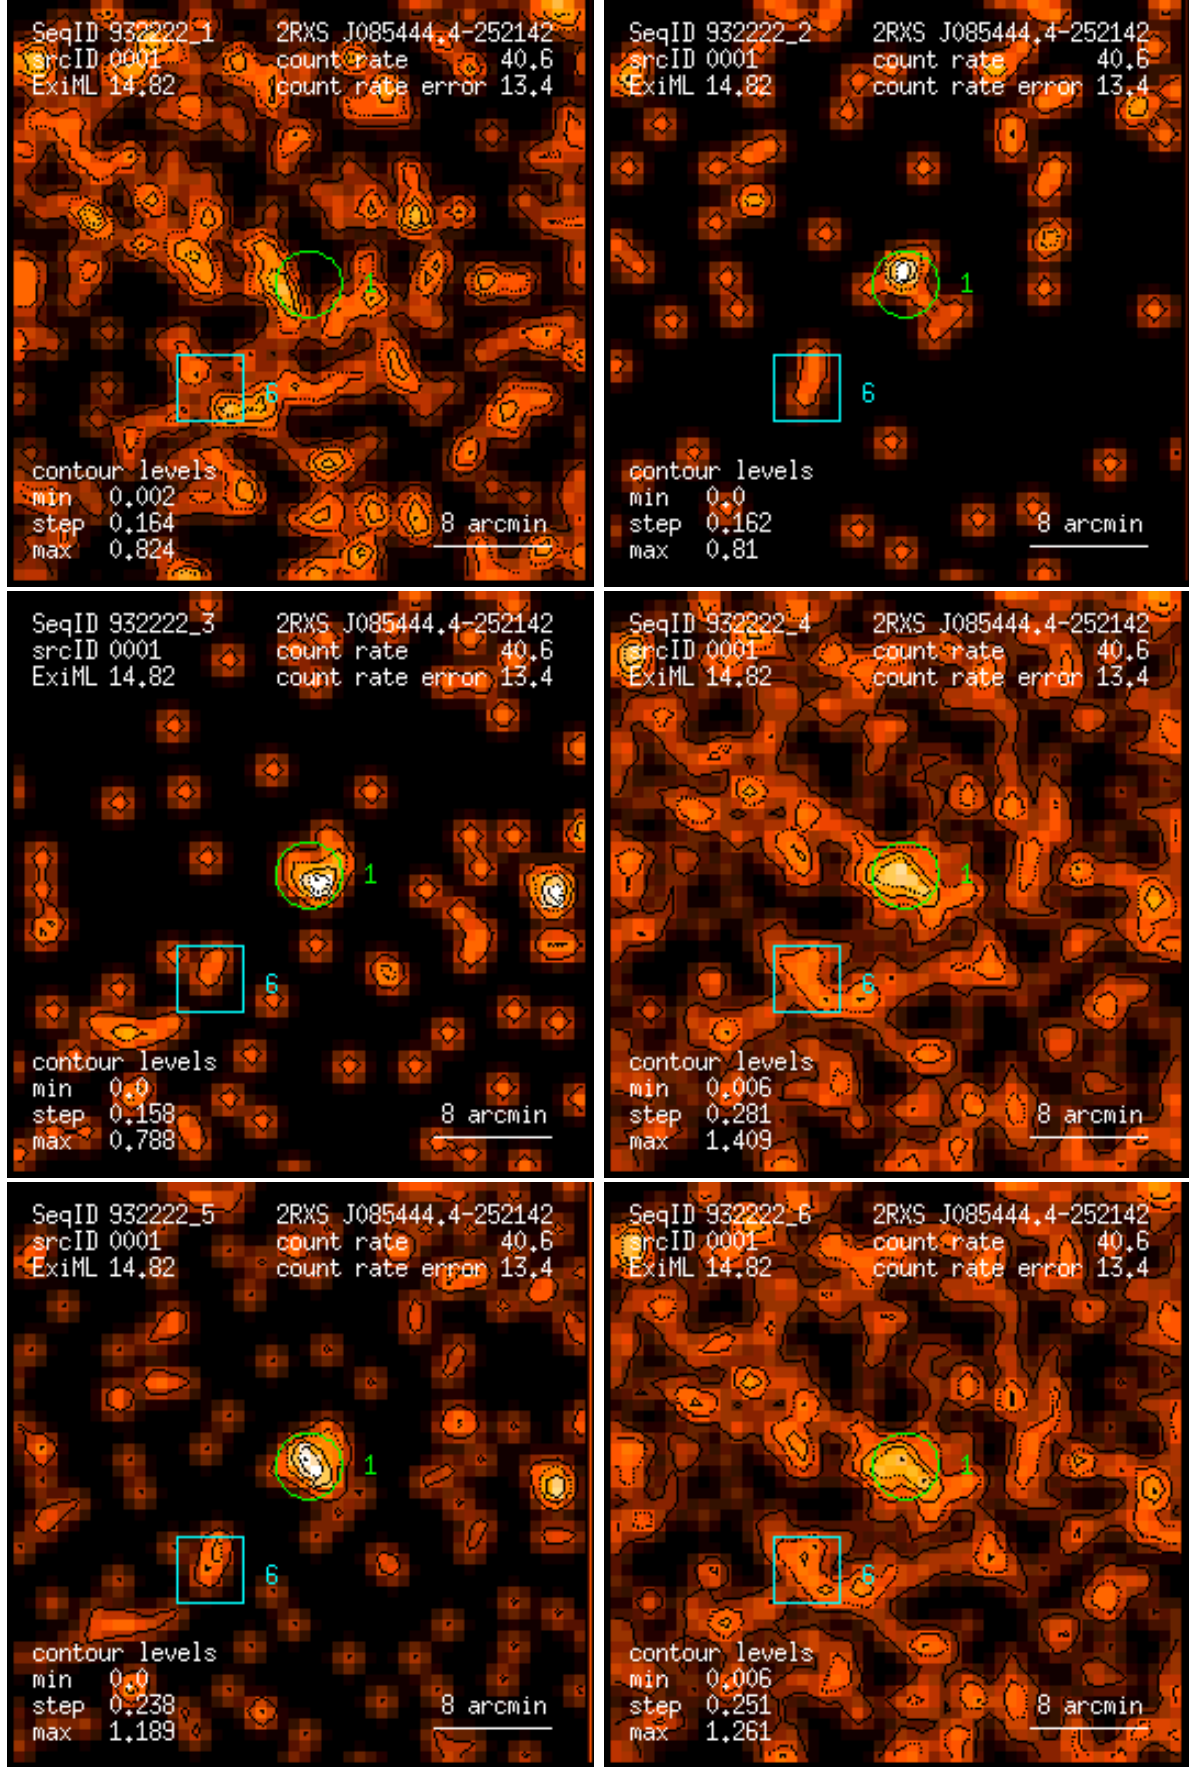 SeqID 932222_1 2RXS J085444.4-252142
srcID 0001 count rate 40.6
ExiML 14.82 count rate error 13.4
1
6
contour levels
min 0.002
step 0.164 8 arcmin
max 0.824
SeqID 932222_2 2RXS J085444.4-252142
srcID 0001 count rate 40.6
ExiML 14.82 count rate error 13.4
1
6
contour levels
min 0.0
step 0.162 8 arcmin
max 0.81
SeqID 932222_3 2RXS J085444.4-252142
srcID 0001 count rate 40.6
ExiML 14.82 count rate error 13.4
1
6
contour levels
min 0.0
step 0.158 8 arcmin
max 0.788
SeqID 932222_4 2RXS J085444.4-252142
srcID 0001 count rate 40.6
ExiML 14.82 count rate error 13.4
1
6
contour levels
min 0.006
step 0.281 8 arcmin
max 1.409
SeqID 932222_5 2RXS J085444.4-252142
srcID 0001 count rate 40.6
ExiML 14.82 count rate error 13.4
1
6
contour levels
min 0.0
step 0.238 8 arcmin
max 1.189
SeqID 932222_6 2RXS J085444.4-252142
srcID 0001 count rate 40.6
ExiML 14.82 count rate error 13.4
1
6
contour levels
min 0.006
step 0.251 8 arcmin
max 1.261